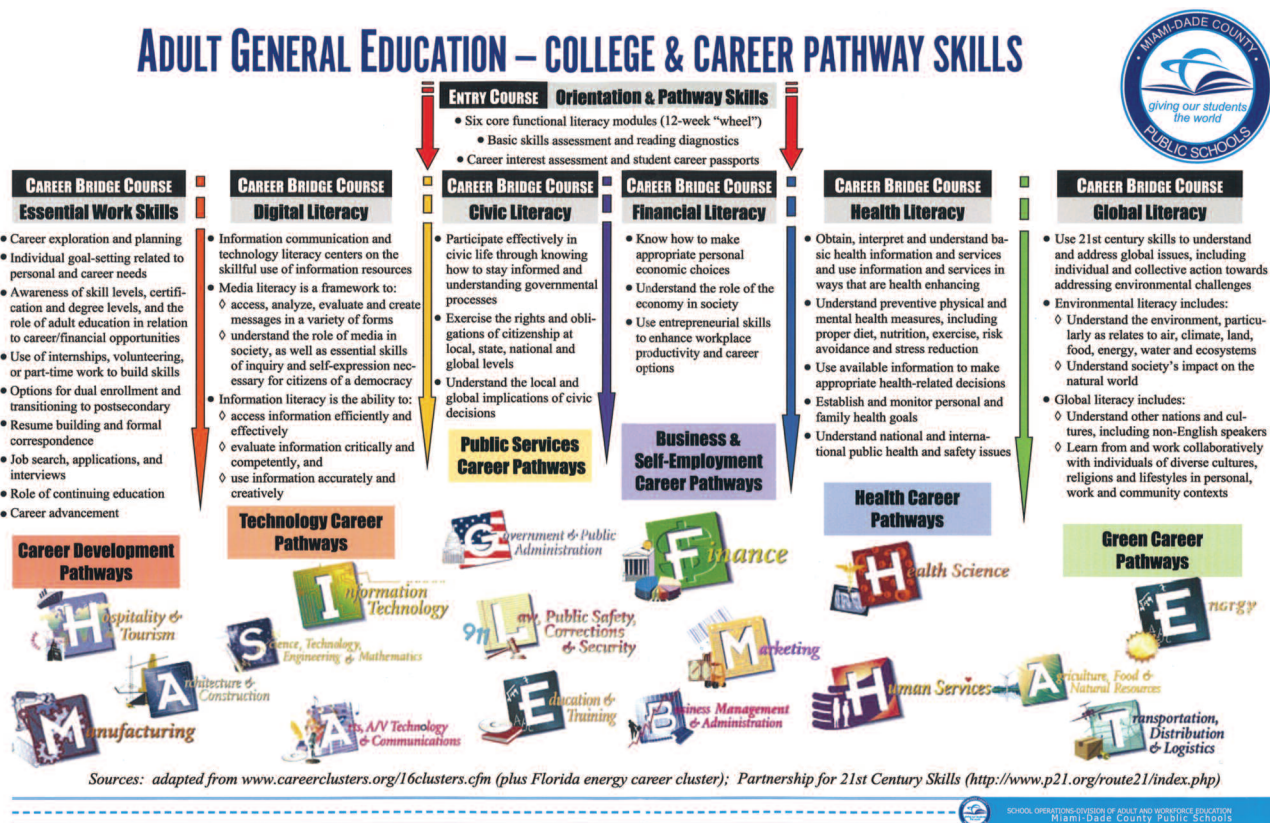 ADULT GENERAL EDUCATION – COLLEGE & CAREER PATHWAY SKILLS
MIAMI-DADE COUNTY
giving our students
the world
PUBLIC SCHOOLS
ENTRY COURSE Orientation & Pathway Skills
• Six core functional literacy modules (12-week “wheel”)
• Basic skills assessment and reading diagnostics
• Career interest assessment and student career passports
CAREER BRIDGE COURSE
Essential Work Skills
• Career exploration and planning
• Individual goal-setting related to
personal and career needs
• Awareness of skill levels, certifi-
cation and degree levels, and the
role of adult education in relation
to career/financial opportunities
• Use of internships, volunteering,
or part-time work to build skills
• Options for dual enrollment and
transitioning to postsecondary
• Resume building and formal
correspondence
• Job search, applications, and
interviews
• Role of continuing education
• Career advancement
Career Development
Pathways
Hospitality &
Tourism
Architecture &
Construction
Manufacturing
CAREER BRIDGE COURSE
Digital Literacy
• Information communication and
technology literacy centers on the
skillful use of information resources
• Media literacy is a framework to:
◊ access, analyze, evaluate and create
messages in a variety of forms
◊ understand the role of media in
society, as well as essential skills
of inquiry and self-expression nec-
essary for citizens of a democracy
• Information literacy is the ability to:
◊ access information efficiently and
effectively
◊ evaluate information critically and
competently, and
◊ use information accurately and
creatively
Technology Career
Pathways
Information
Technology
Science, Technology,
Engineering & Mathematics
Arts, A/V Technology
& Communications
CAREER BRIDGE COURSE
Civic Literacy
• Participate effectively in
civic life through knowing
how to stay informed and
understanding governmental
processes
• Exercise the rights and obli-
gations of citizenship at
local, state, national and
global levels
• Understand the local and
global implications of civic
decisions
Public Services
Career Pathways
Government & Public
Administration
911
Law, Public Safety,
Corrections
& Security
Education &
Training
CAREER BRIDGE COURSE
Financial Literacy
• Know how to make
appropriate personal
economic choices
• Understand the role of the
economy in society
• Use entrepreneurial skills
to enhance workplace
productivity and career
options
Business &
Self-Employment
Career Pathways
Finance
Marketing
Business Management
& Administration
CAREER BRIDGE COURSE
Health Literacy
• Obtain, interpret and understand ba-
sic health information and services
and use information and services in
ways that are health enhancing
• Understand preventive physical and
mental health measures, including
proper diet, nutrition, exercise, risk
avoidance and stress reduction
• Use available information to make
appropriate health-related decisions
• Establish and monitor personal and
family health goals
• Understand national and interna-
tional public health and safety issues
Health Career
Pathways
Health Science
Human Services
CAREER BRIDGE COURSE
Global Literacy
• Use 21st century skills to understand
and address global issues, including
individual and collective action towards
addressing environmental challenges
• Environmental literacy includes:
◊ Understand the environment, particu-
larly as relates to air, climate, land,
food, energy, water and ecosystems
◊ Understand society’s impact on the
natural world
• Global literacy includes:
◊ Understand other nations and cul-
tures, including non-English speakers
◊ Learn from and work collaboratively
with individuals of diverse cultures,
religions and lifestyles in personal,
work and community contexts
Green Career
Pathways
Energy
Agriculture, Food &
Natural Resources
Transportation,
Distribution
& Logistics
Sources: adapted from www.careerclusters.org/16clusters.cfm (plus Florida energy career cluster); Partnership for 21st Century Skills (http://www.p21.org/route21/index.php)
SCHOOL OPERATIONS-DIVISION OF ADULT AND WORKFORCE EDUCATION
Miami-Dade County Public Schools